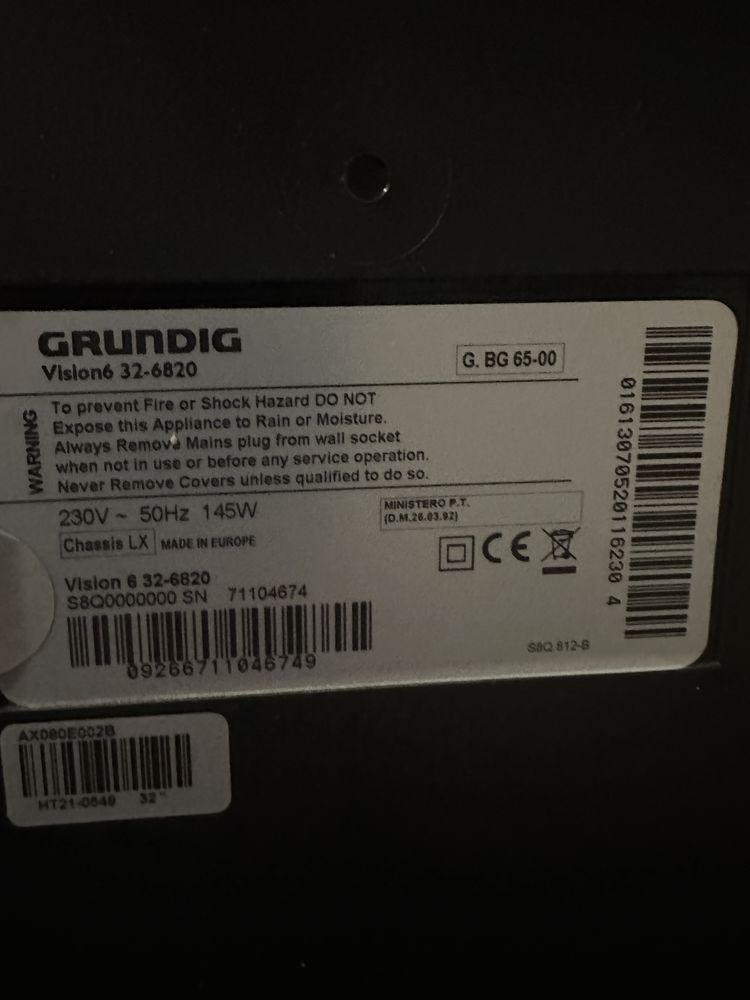 GRUNDIG
Vision6 32-6820
G. BG 65-00
WARNING
To prevent Fire or Shock Hazard DO NOT
Expose this Appliance to Rain or Moisture.
Always Remove Mains plug from wall socket
when not in use or before any service operation.
Never Remove Covers unless qualified to do so.
230V ~ 50Hz 145W
MINISTERO P.T.
(D.M.26.03.92)
Chassis LX MADE IN EUROPE
CE
Vision 6 32-6820
S8Q0000000 SN 71104674
09266711046749
S8Q 812-B
01613070520116230 4
AX080E002B
HT21-0549 32"